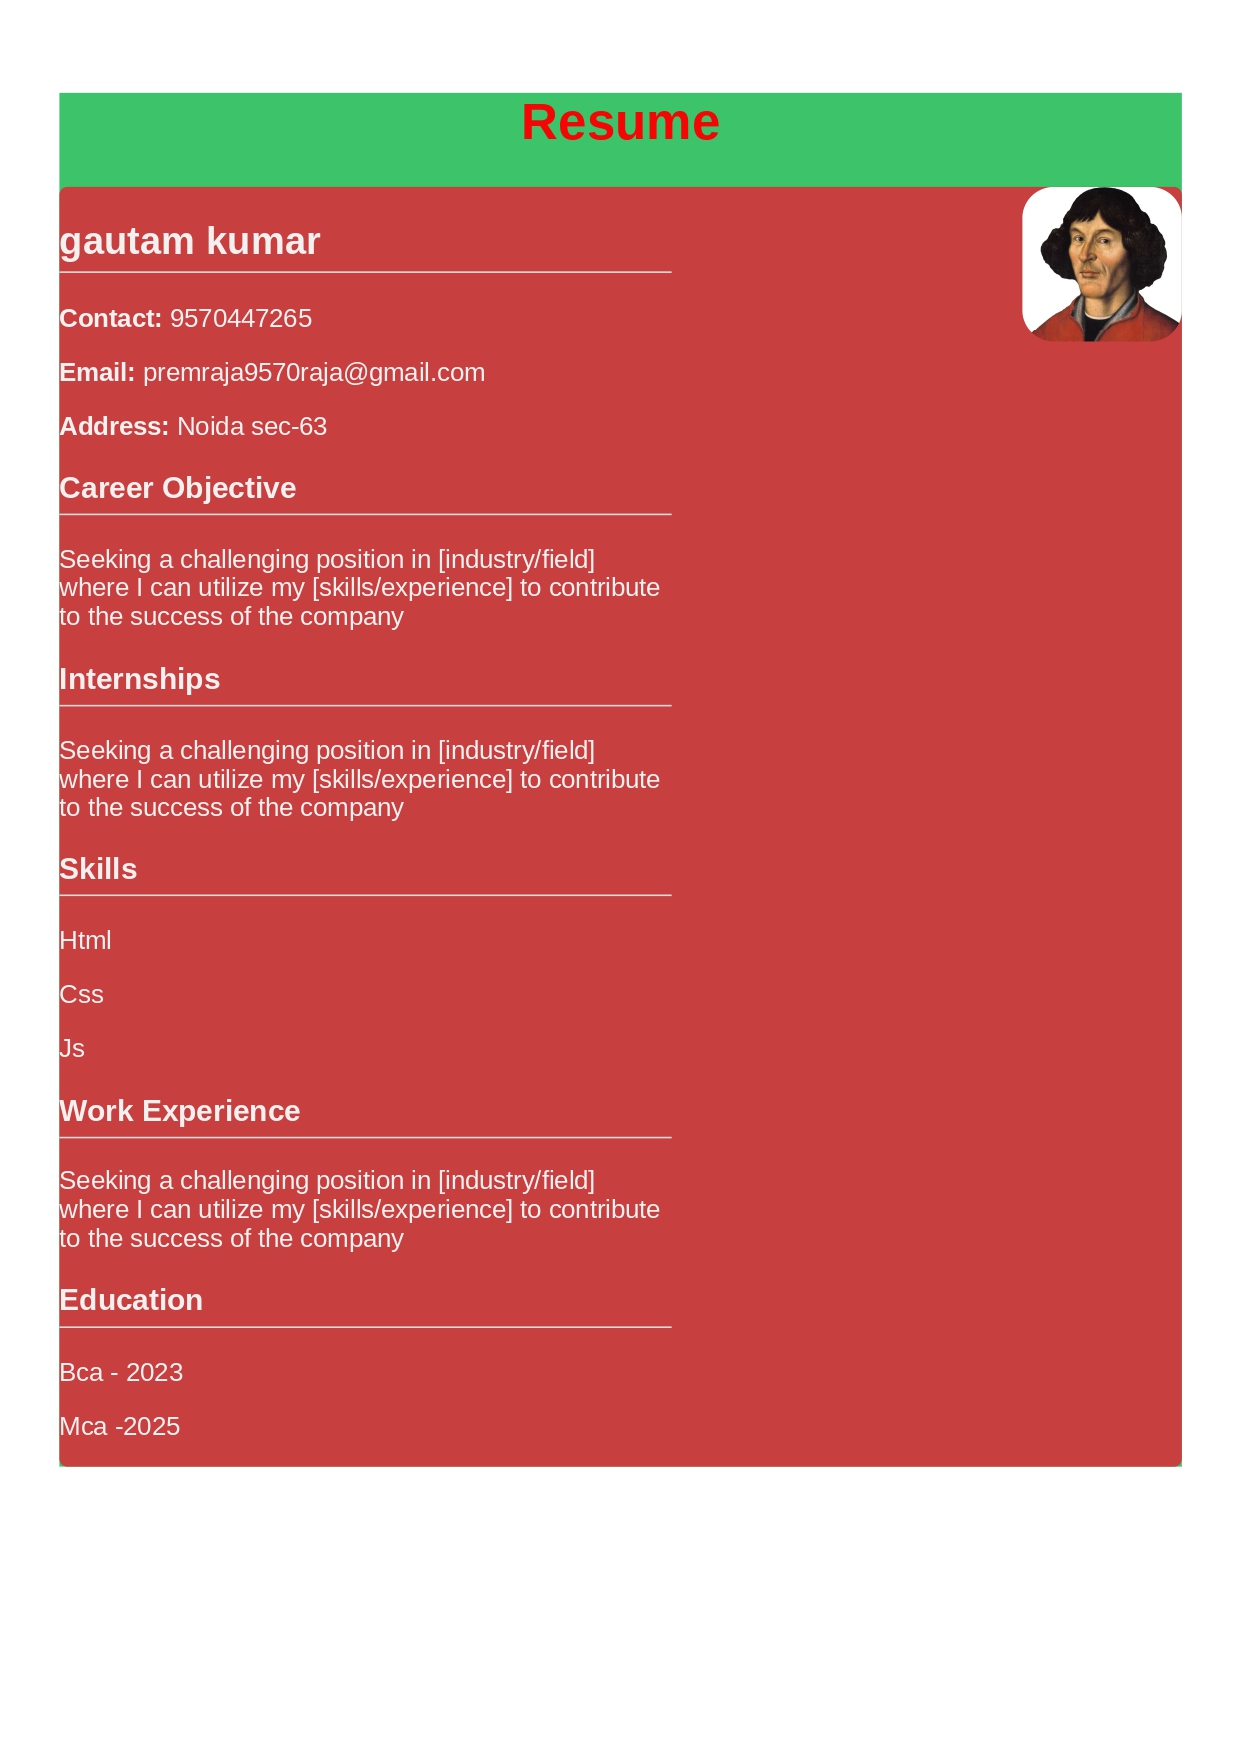 Resume
gautam kumar
Contact: 9570447265
Email: premraja9570raja@gmail.com
Address: Noida sec-63
Career Objective
Seeking a challenging position in [industry/field]
where I can utilize my [skills/experience] to contribute
to the success of the company
Internships
Seeking a challenging position in [industry/field]
where I can utilize my [skills/experience] to contribute
to the success of the company
Skills
Html
Css
Js
Work Experience
Seeking a challenging position in [industry/field]
where I can utilize my [skills/experience] to contribute
to the success of the company
Education
Bca - 2023
Mca -2025